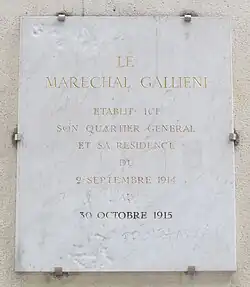 LE
MARECHAL GALLIENI
ETABLIT ICI
SON QUARTIER GENERAL
ET SA RESIDENCE
DU
2 SEPTEMBRE 1914
AU
30 OCTOBRE 1915